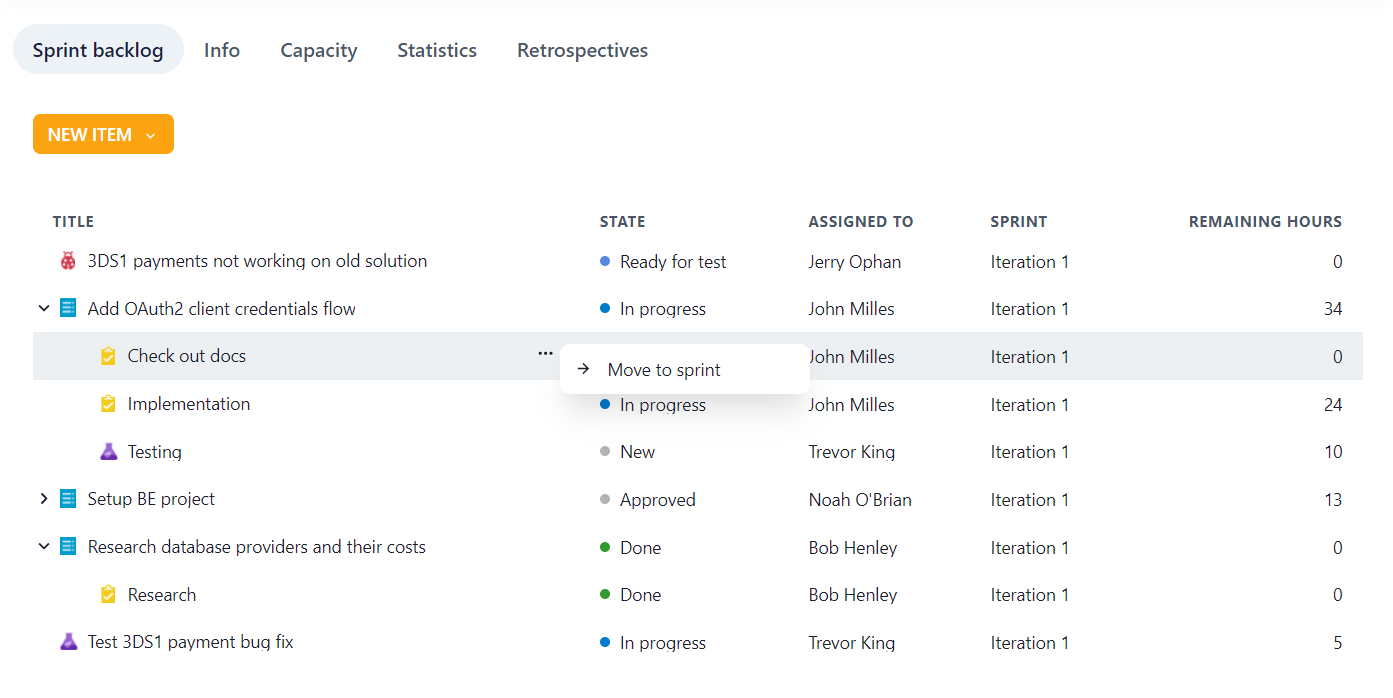 Sprint backlog Info Capacity Statistics Retrospectives
NEW ITEM
TITLE STATE ASSIGNED TO SPRINT REMAINING HOURS
3DS1 payments not working on old solution Ready for test Jerry Ophan Iteration 1 0
Add OAuth2 client credentials flow In progress John Milles Iteration 1 34
Check out docs ... John Milles Iteration 1 0
Move to sprint
Implementation In progress John Milles Iteration 1 24
Testing New Trevor King Iteration 1 10
Setup BE project Approved Noah O'Brian Iteration 1 13
Research database providers and their costs Done Bob Henley Iteration 1 0
Research Done Bob Henley Iteration 1 0
Test 3DS1 payment bug fix In progress Trevor King Iteration 1 5